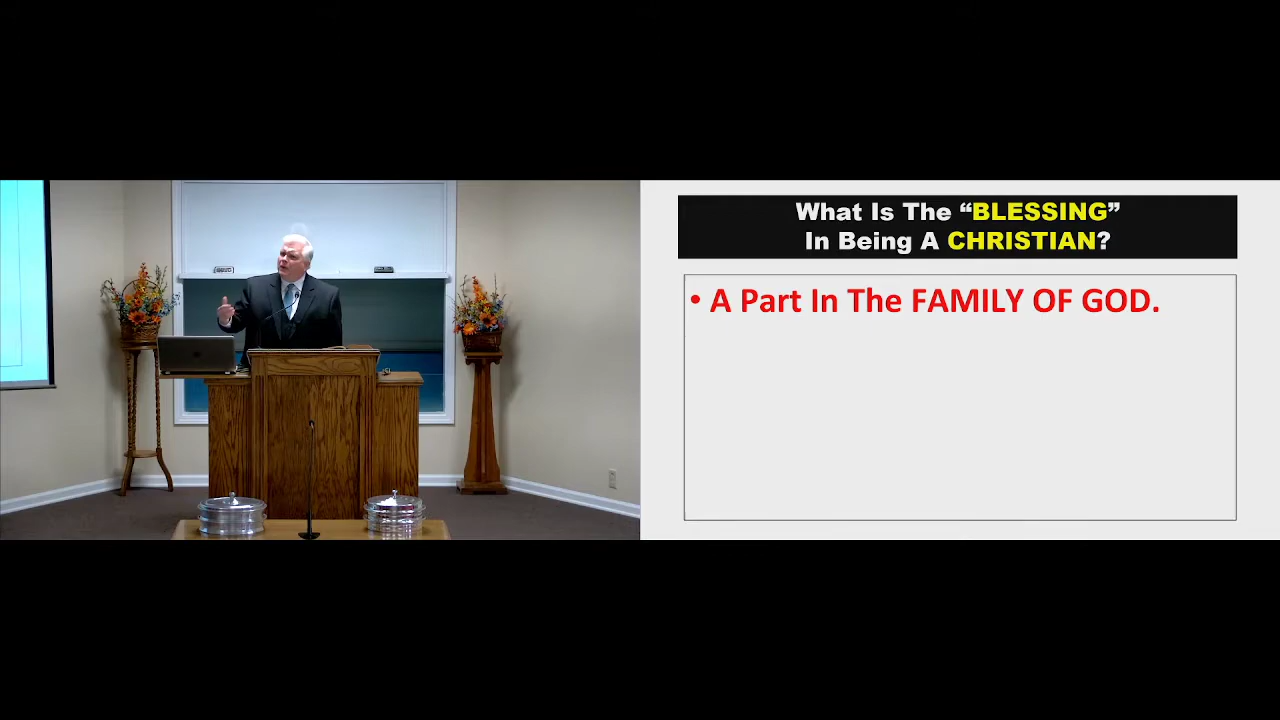 What Is The “BLESSING”
In Being A CHRISTIAN?
• A Part In The FAMILY OF GOD.